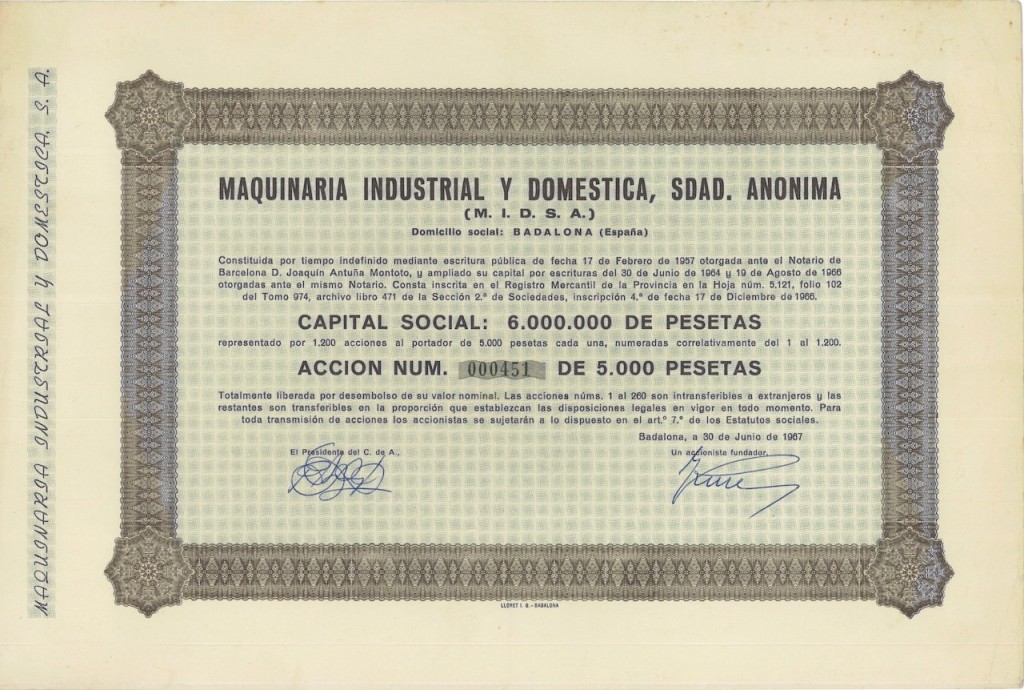 MAQUINARIA INDUSTRIAL Y DOMESTICA, S. A.
MAQUINARIA INDUSTRIAL Y DOMESTICA, SDAD. ANONIMA
(M. I. D. S. A.)
Domicilio social: BADALONA (España)
Constituida por tiempo indefinido mediante escritura pública de fecha 17 de Febrero de 1957 otorgada ante el Notario de
Barcelona D. Joaquín Antuña Montoto, y ampliado su capital por escrituras del 30 de Junio de 1964 y 19 de Agosto de 1966
otorgadas ante el mismo Notario. Consta inscrita en el Registro Mercantil de la Provincia en la Hoja núm. 5.121, folio 102
del Tomo 974, archivo libro 471 de la Sección 2.ª de Sociedades, inscripción 4.ª de fecha 17 de Diciembre de 1966.
CAPITAL SOCIAL: 6.000.000 DE PESETAS
representado por 1.200 acciones al portador de 5.000 pesetas cada una, numeradas correlativamente del 1 al 1.200.
ACCION NUM. 000451 DE 5.000 PESETAS
Totalmente liberada por desembolso de su valor nominal. Las acciones núms. 1 al 260 son intransferibles a extranjeros y las
restantes son transferibles en la proporción que establezcan las disposiciones legales en vigor en todo momento. Para
toda transmisión de acciones los accionistas se sujetarán a lo dispuesto en el art.º 7.º de los Estatutos sociales.
Badalona, a 30 de Junio de 1967
El Presidente del C. de A.,
Un accionista fundador,
LLORET I. G. - BADALONA